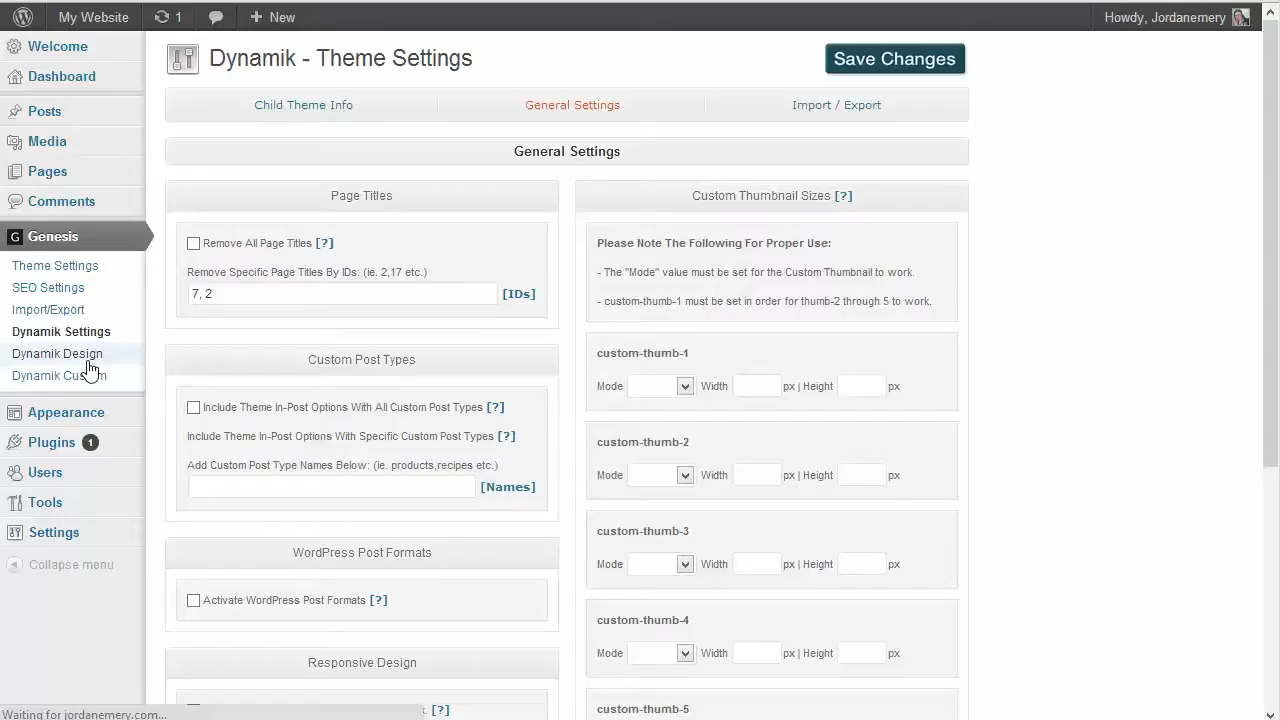 My Website 1 + New Howdy, Jordanemery
Welcome
Dashboard
Posts
Media
Pages
Comments
G Genesis
Theme Settings
SEO Settings
Import/Export
Dynamik Settings
Dynamik Design
Dynamik Custom
Appearance
Plugins 1
Users
Tools
Settings
Collapse menu
Dynamik - Theme Settings
Save Changes
Child Theme Info General Settings Import / Export
General Settings
Page Titles
Remove All Page Titles [?]
Remove Specific Page Titles By IDs: (ie. 2,17 etc.)
7, 2 [IDs]
Custom Post Types
Include Theme In-Post Options With All Custom Post Types [?]
Include Theme In-Post Options With Specific Custom Post Types [?]
Add Custom Post Type Names Below: (ie. products,recipes etc.)
[Names]
WordPress Post Formats
Activate WordPress Post Formats [?]
Responsive Design
[?]
Custom Thumbnail Sizes [?]
Please Note The Following For Proper Use:
- The "Mode" value must be set for the Custom Thumbnail to work.
- custom-thumb-1 must be set in order for thumb-2 through 5 to work.
custom-thumb-1
Mode Width px | Height px
custom-thumb-2
Mode Width px | Height px
custom-thumb-3
Mode Width px | Height px
custom-thumb-4
Mode Width px | Height px
custom-thumb-5
Waiting for jordanemery.com...